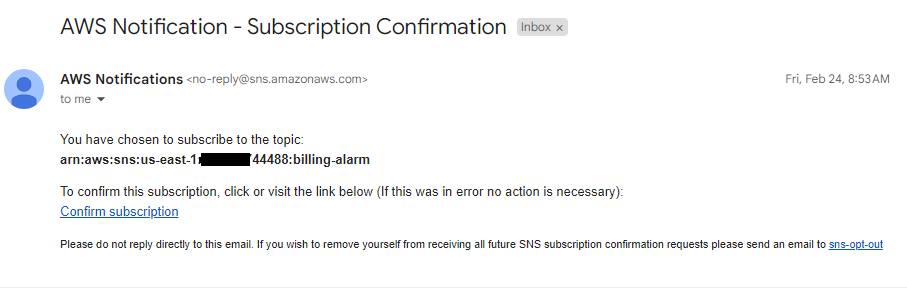 AWS Notification - Subscription Confirmation Inbox ×
AWS Notifications <no-reply@sns.amazonaws.com> Fri, Feb 24, 8:53 AM
to me
You have chosen to subscribe to the topic:
arn:aws:sns:us-east-1 44488:billing-alarm
To confirm this subscription, click or visit the link below (If this was in error no action is necessary):
Confirm subscription
Please do not reply directly to this email. If you wish to remove yourself from receiving all future SNS subscription confirmation requests please send an email to sns-opt-out